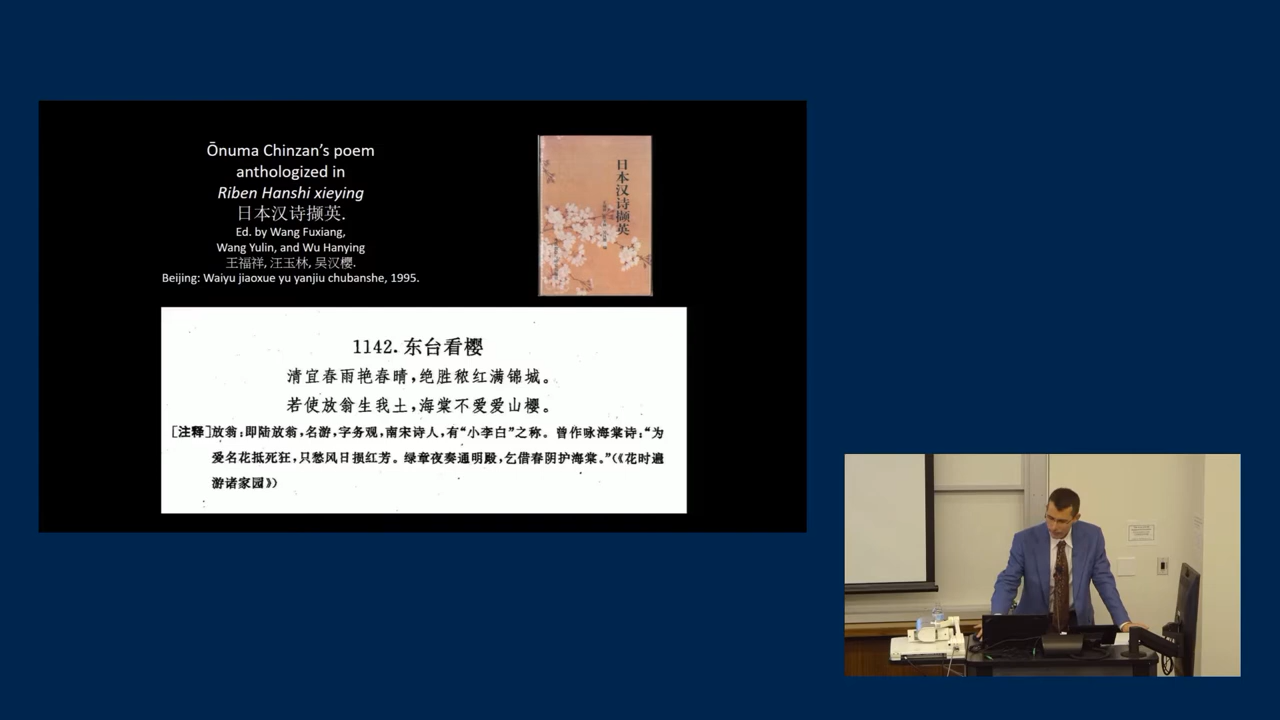 Ōnuma Chinzan's poem
anthologized in
Riben Hanshi xieying
日本汉诗撷英.
Ed. by Wang Fuxiang,
Wang Yulin, and Wu Hanying
王福祥, 汪玉林, 吴汉樱.
Beijing: Waiyu jiaoxue yu yanjiu chubanshe, 1995.
日本汉诗撷英
1142.东台看樱
清宜春雨艳春晴,绝胜秾红满锦城。
若使放翁生我土,海棠不爱爱山樱。
[注释]放翁:即陆放翁,名游,字务观,南宋诗人,有“小李白”之称。曾作咏海棠诗:“为
爱名花抵死狂,只愁风日损红芳。绿章夜奏通明殿,乞借春阴护海棠。”(《花时遍
游诸家园》)